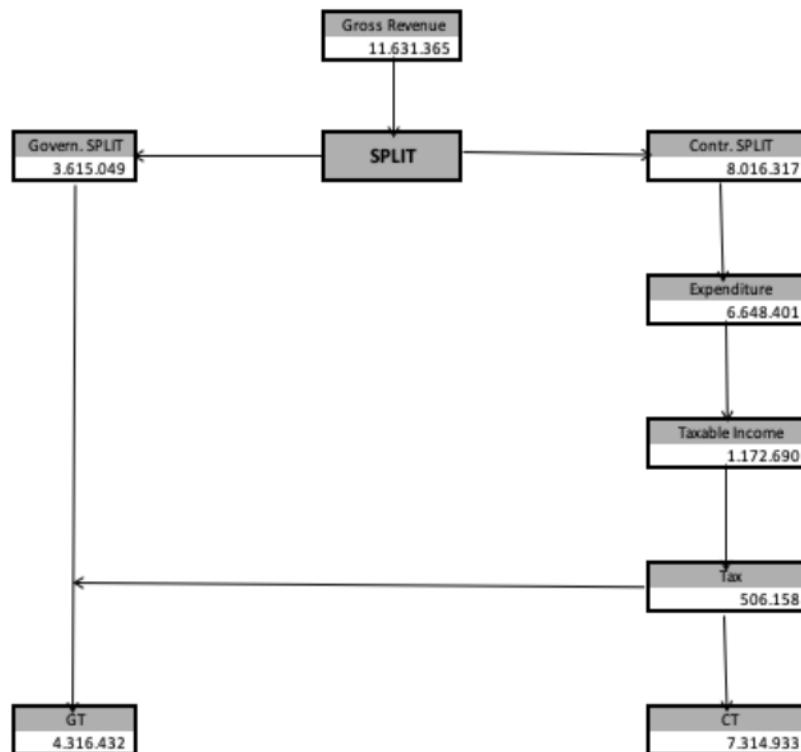 Gross Revenue
11.631.365
Govern. SPLIT
3.615.049
SPLIT
Contr. SPLIT
8.016.317
Expenditure
6.648.401
Taxable Income
1.172.690
Tax
506.158
GT
4.316.432
CT
7.314.933